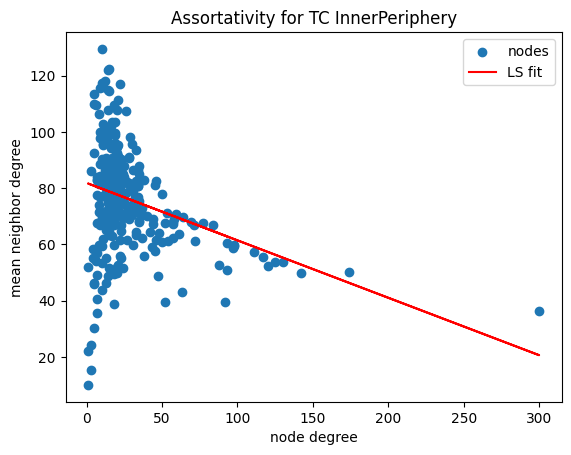 Assortativity for TC InnerPeriphery
nodes
LS fit
mean neighbor degree
120
100
80
60
40
20
0
50
100
150
200
250
300
node degree